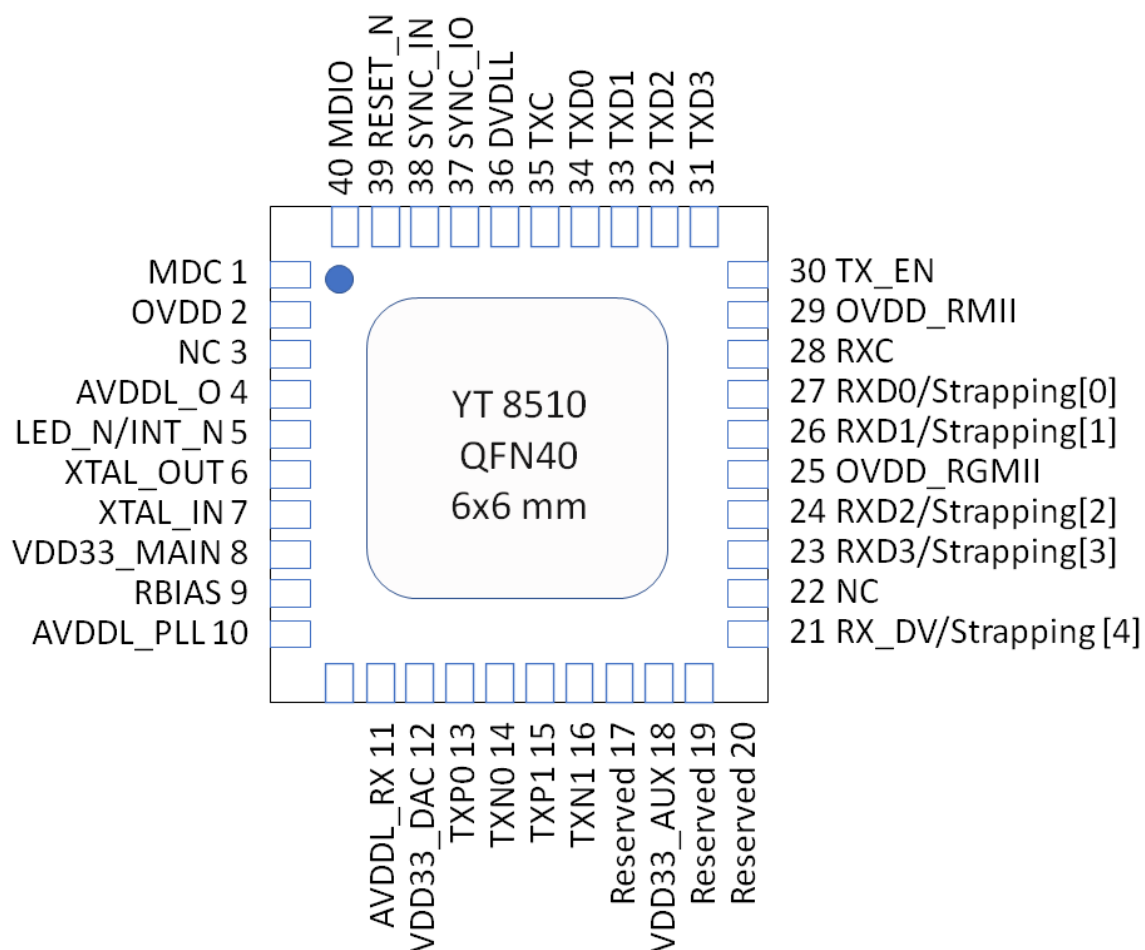 40 MDIO
39 RESET_N
38 SYNC_IN
37 SYNC_IO
36 DVDLL
35 TXC
34 TXD0
33 TXD1
32 TXD2
31 TXD3
MDC 1
OVDD 2
NC 3
AVDDL_O 4
LED_N/INT_N 5
XTAL_OUT 6
XTAL_IN 7
VDD33_MAIN 8
RBIAS 9
AVDDL_PLL 10
YT 8510
QFN40
6x6 mm
30 TX_EN
29 OVDD_RMII
28 RXC
27 RXD0/Strapping[0]
26 RXD1/Strapping[1]
25 OVDD_RGMII
24 RXD2/Strapping[2]
23 RXD3/Strapping[3]
22 NC
21 RX_DV/Strapping [4]
AVDDL_RX 11
VDD33_DAC 12
TXP0 13
TXN0 14
TXP1 15
TXN1 16
Reserved 17
VDD33_AUX 18
Reserved 19
Reserved 20